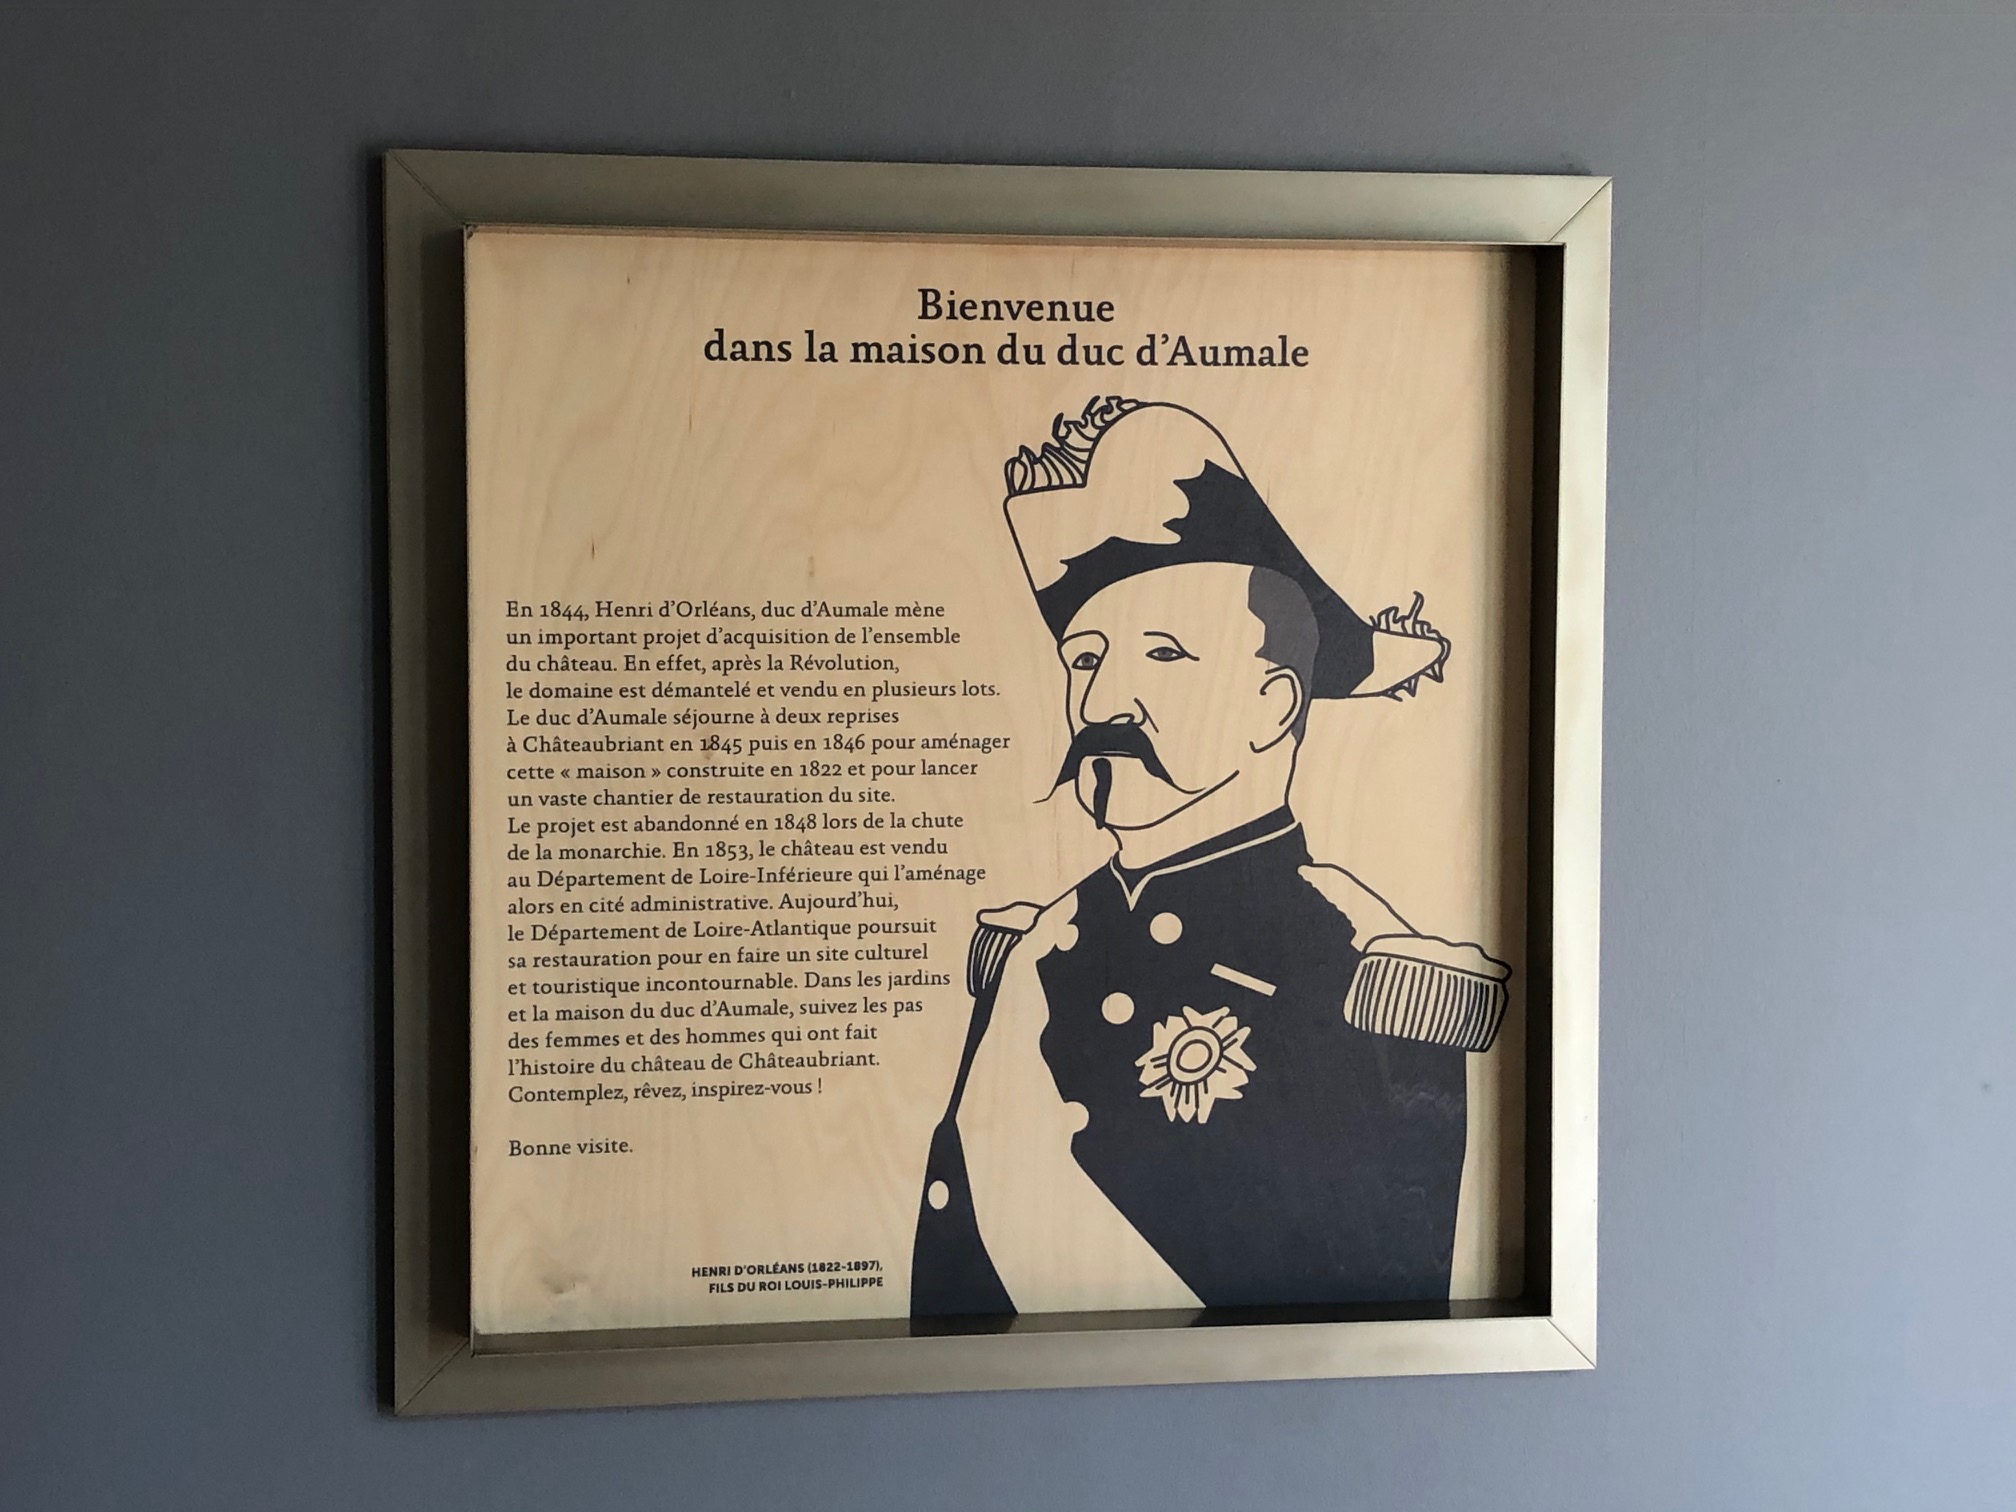 Bienvenue
dans la maison du duc d'Aumale
En 1844, Henri d'Orléans, duc d'Aumale mène
un important projet d'acquisition de l'ensemble
du château. En effet, après la Révolution,
le domaine est démantelé et vendu en plusieurs lots.
Le duc d'Aumale séjourne à deux reprises
à Châteaubriant en 1845 puis en 1846 pour aménager
cette « maison » construite en 1822 et pour lancer
un vaste chantier de restauration du site.
Le projet est abandonné en 1848 lors de la chute
de la monarchie. En 1853, le château est vendu
au Département de Loire-Inférieure qui l'aménage
alors en cité administrative. Aujourd'hui,
le Département de Loire-Atlantique poursuit
sa restauration pour en faire un site culturel
et touristique incontournable. Dans les jardins
et la maison du duc d'Aumale, suivez les pas
des femmes et des hommes qui ont fait
l'histoire du château de Châteaubriant.
Contemplez, rêvez, inspirez-vous !
Bonne visite.
HENRI D'ORLÉANS (1822-1897),
FILS DU ROI LOUIS-PHILIPPE